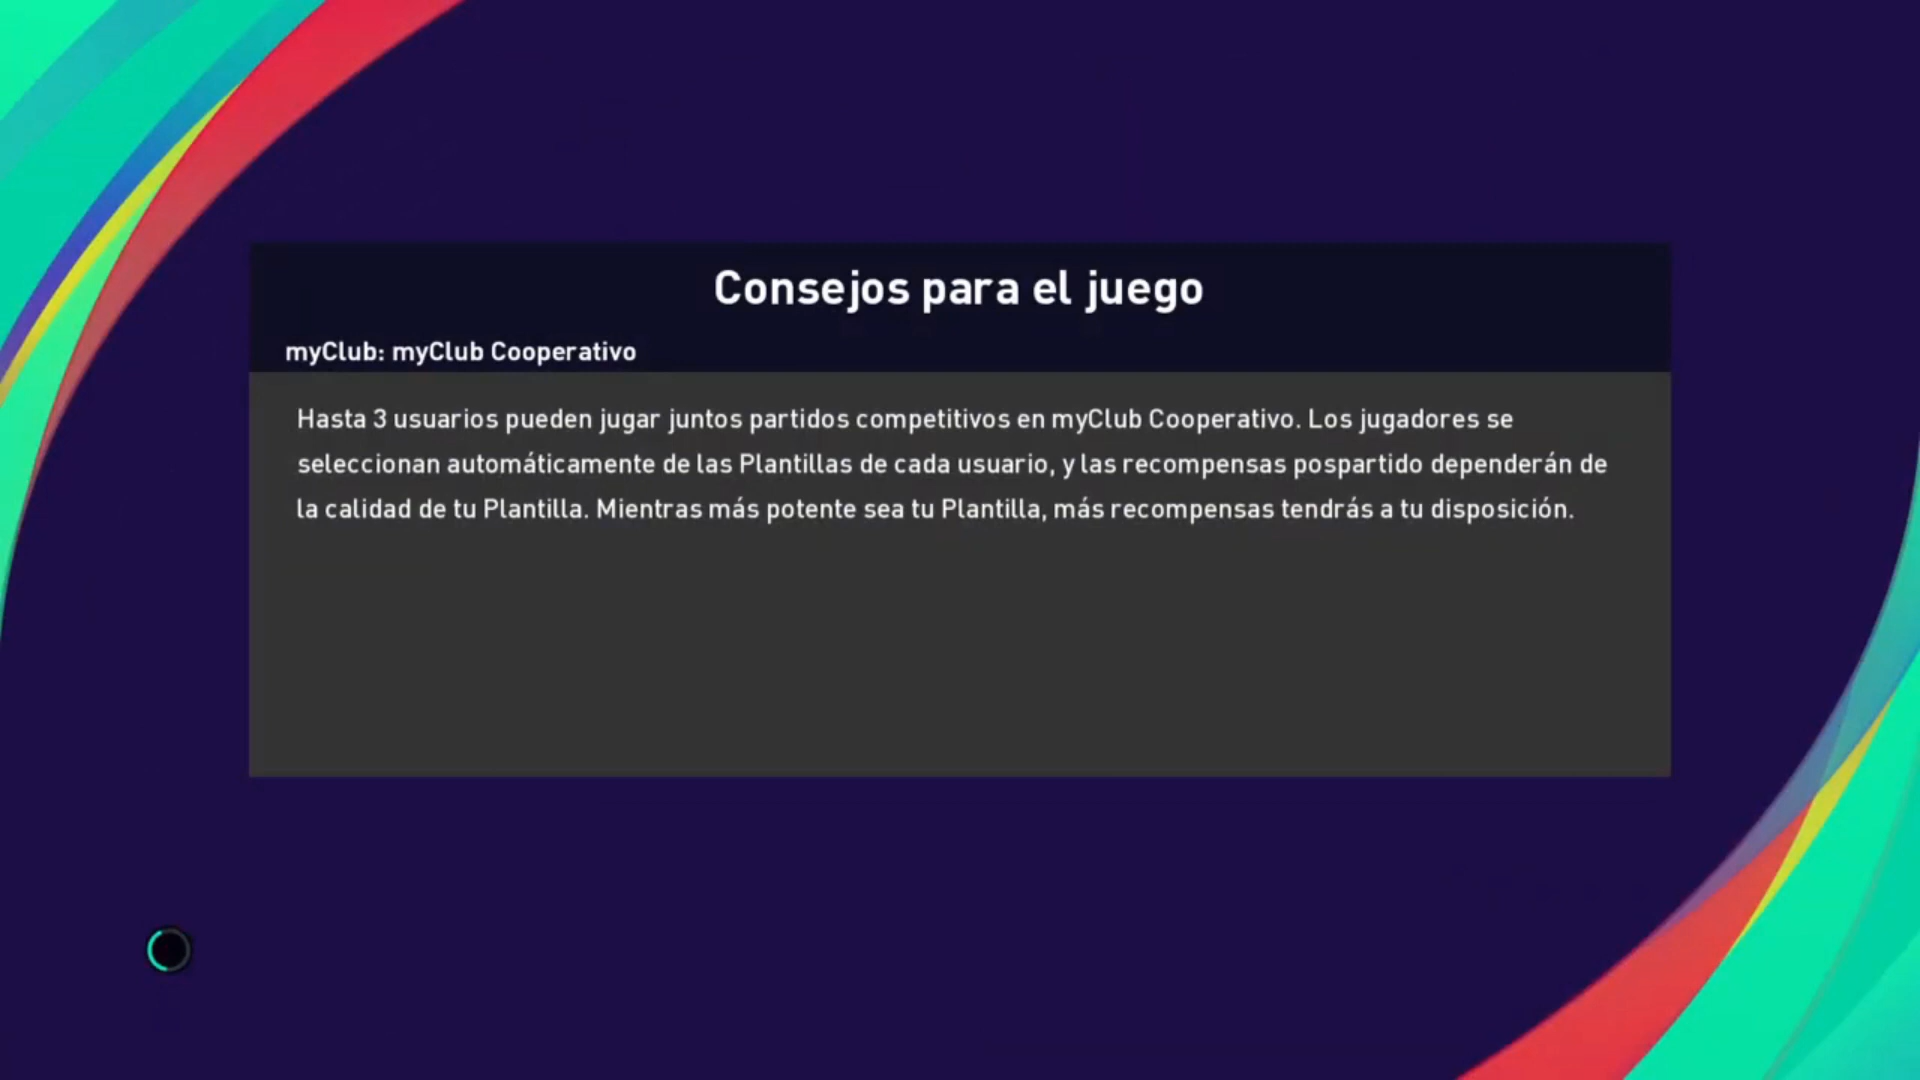 Consejos para el juego
myClub: myClub Cooperativo
Hasta 3 usuarios pueden jugar juntos partidos competitivos en myClub Cooperativo. Los jugadores se
seleccionan automáticamente de las Plantillas de cada usuario, y las recompensas pospartido dependerán de
la calidad de tu Plantilla. Mientras más potente sea tu Plantilla, más recompensas tendrás a tu disposición.